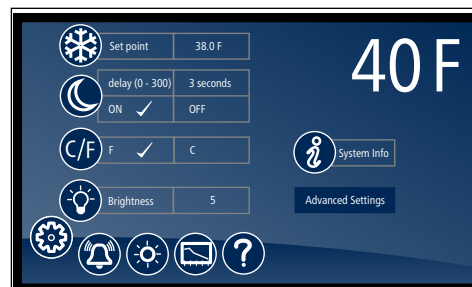 Set point 38.0 F
40 F
delay (0 - 300) 3 seconds
ON ✓ OFF
C/F F ✓ C
i System Info
Brightness 5
Advanced Settings
?